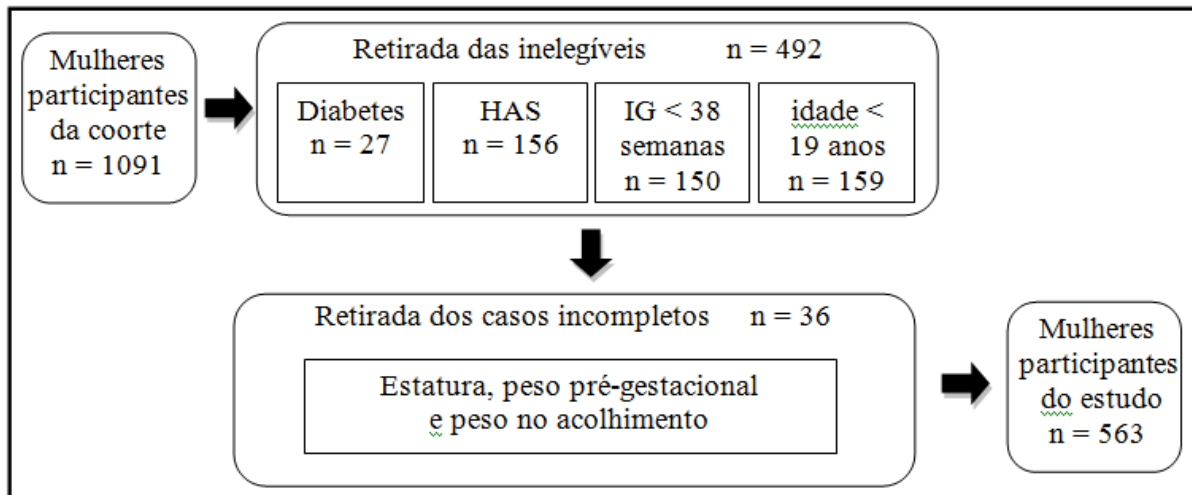 Mulheres
participantes
da coorte
n = 1091
Retirada das inelegíveis n = 492
Diabetes
n = 27
HAS
n = 156
IG < 38
semanas
n = 150
idade <
19 anos
n = 159
Retirada dos casos incompletos n = 36
Estatura, peso pré-gestacional
e peso no acolhimento
Mulheres
participantes
do estudo
n = 563